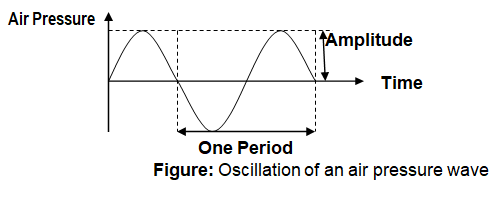 Air Pressure
Amplitude
Time
One Period
Figure: Oscillation of an air pressure wave